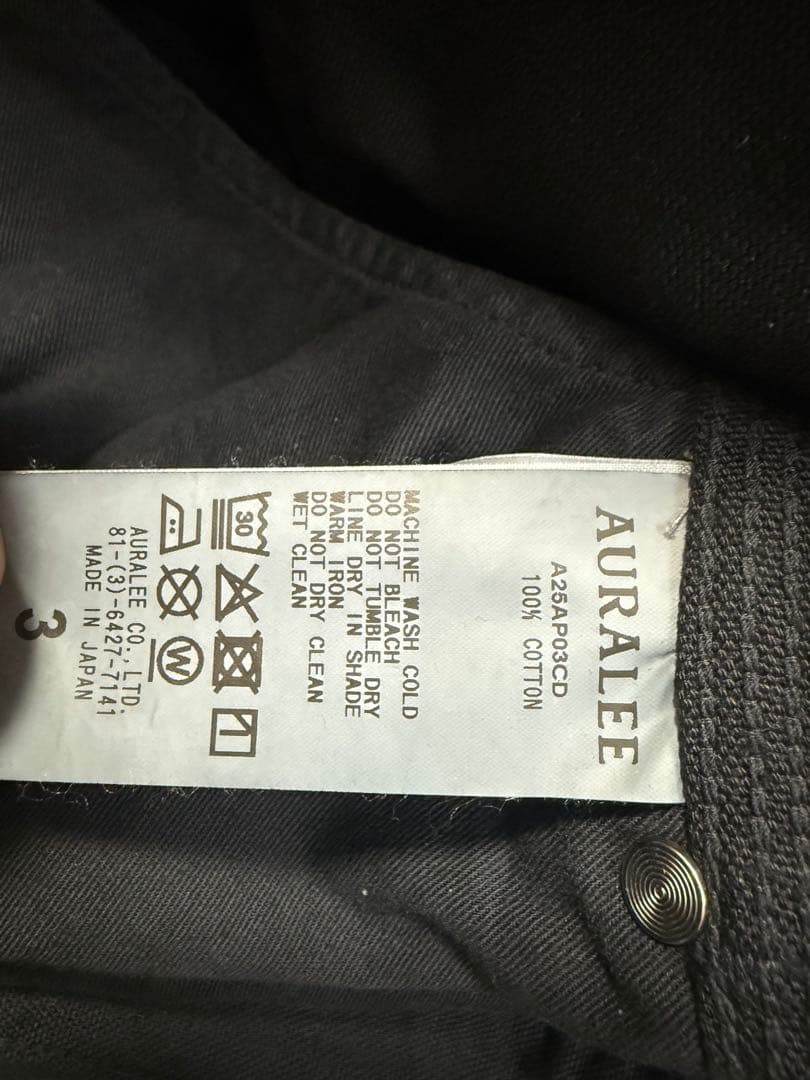 AURALEE
A25AP03CD
100% COTTON
MACHINE WASH COLD
DO NOT BLEACH
DO NOT TUMBLE DRY
LINE DRY IN SHADE
WARM IRON
DO NOT DRY CLEAN
WET CLEAN
30
W
AURALEE CO.,LTD.
81-(3)-6427-7141
MADE IN JAPAN
3